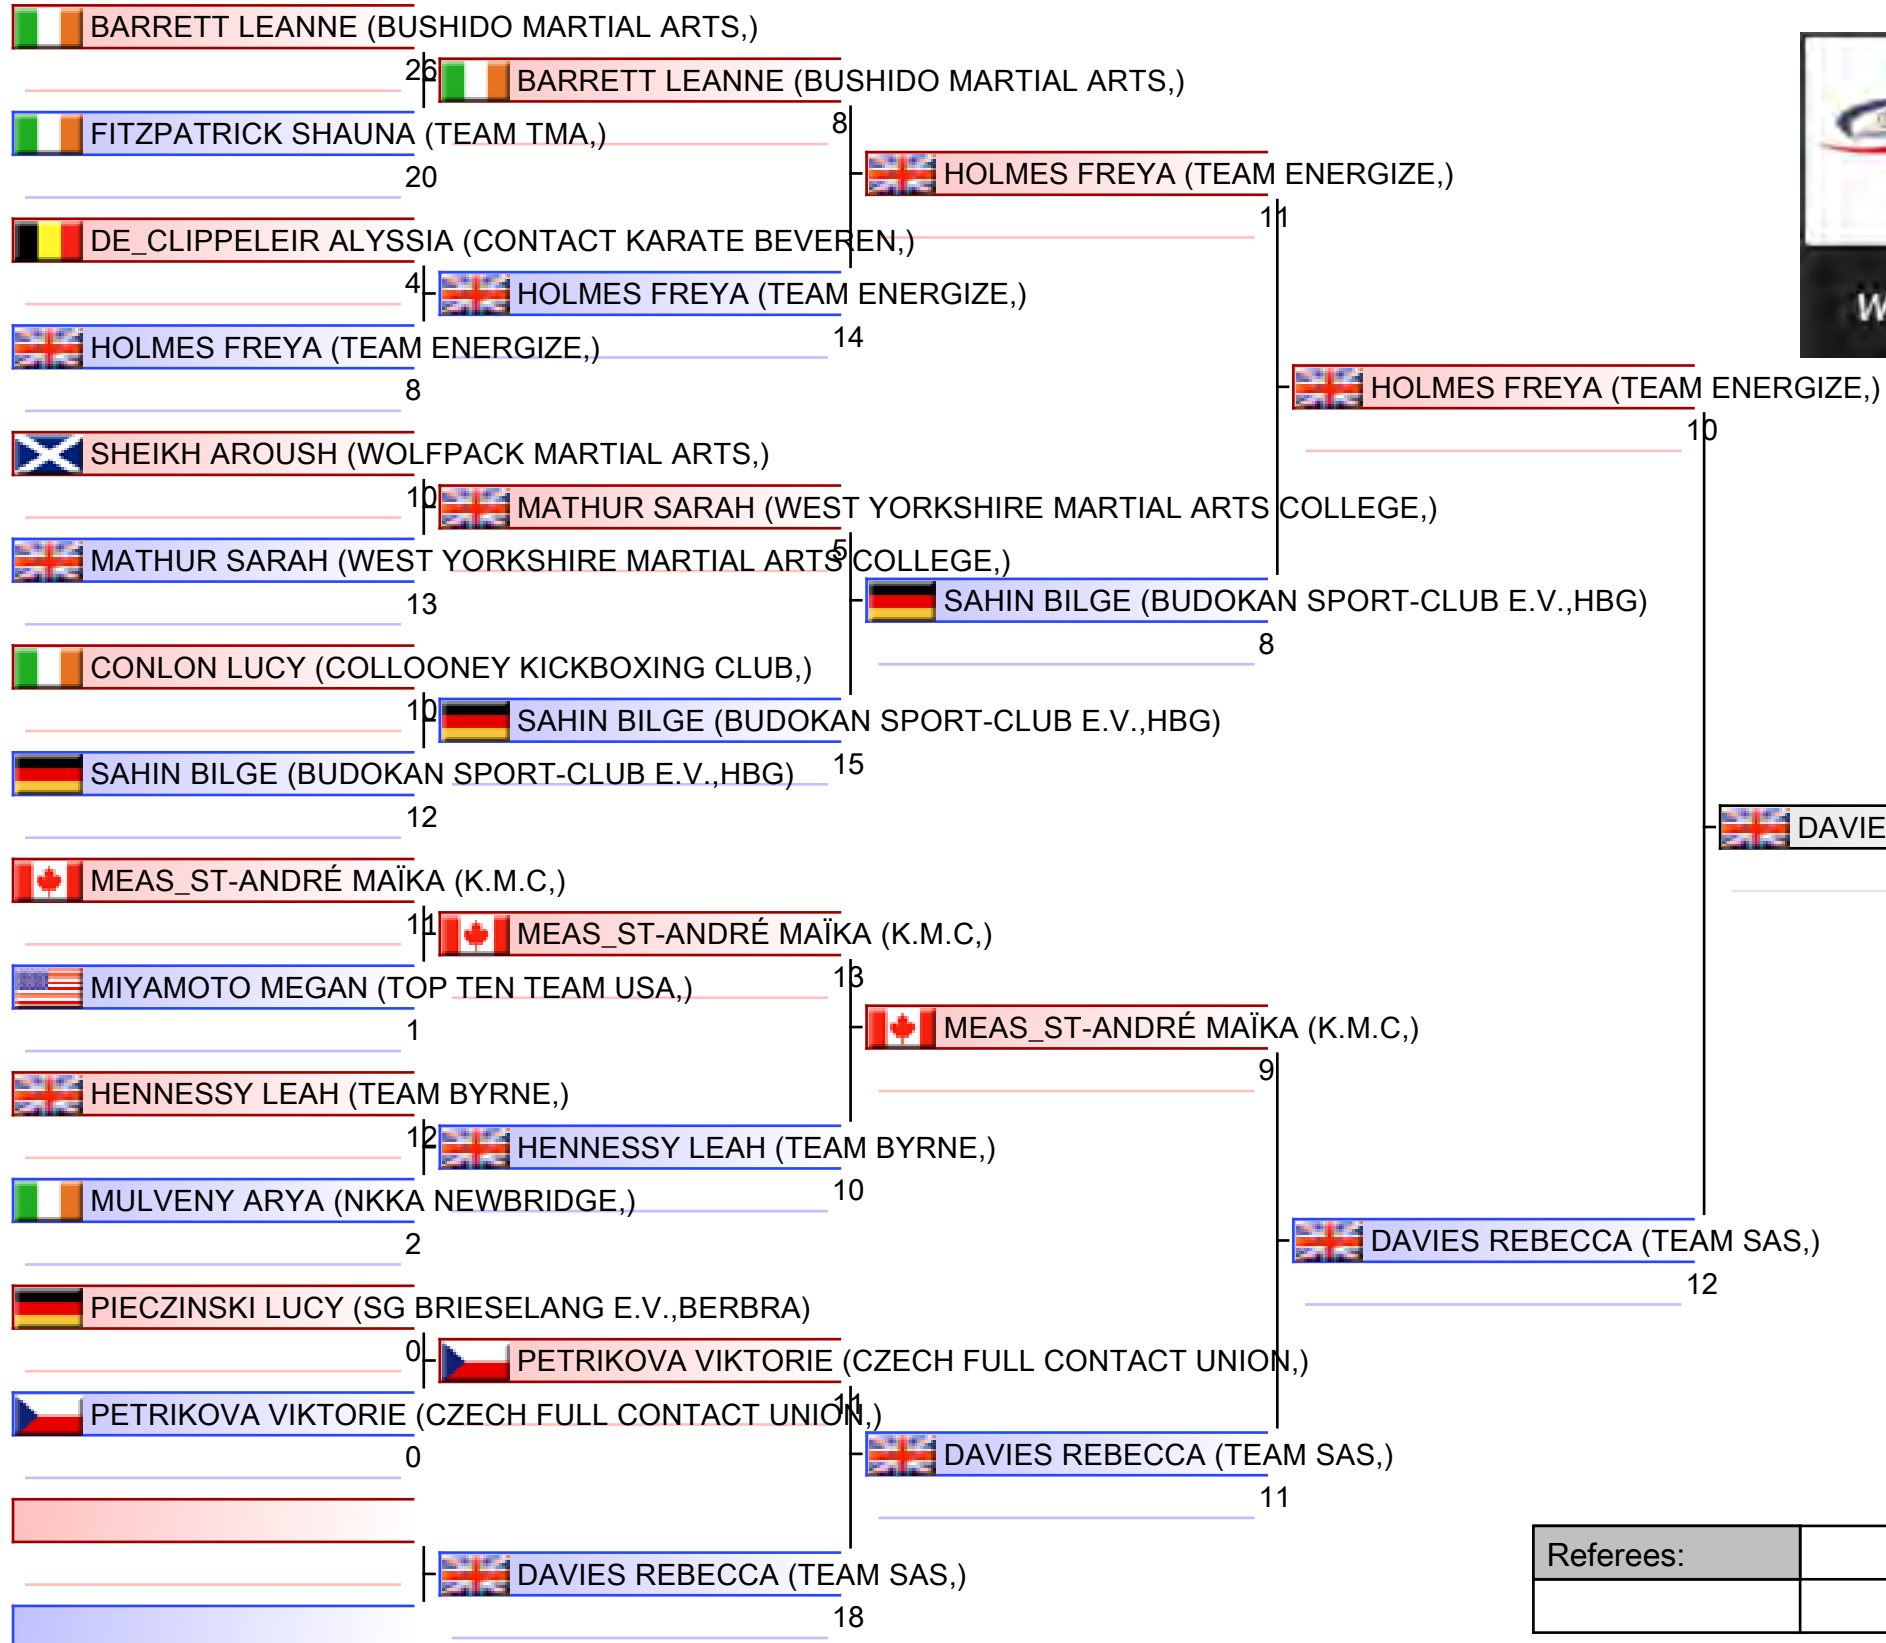 BARRETT LEANNE (BUSHIDO MARTIAL ARTS,)
26
BARRETT LEANNE (BUSHIDO MARTIAL ARTS,)
8
FITZPATRICK SHAUNA (TEAM TMA,)
20
HOLMES FREYA (TEAM ENERGIZE,)
11
DE_CLIPPELEIR ALYSSIA (CONTACT KARATE BEVEREN,)
4
HOLMES FREYA (TEAM ENERGIZE,)
14
HOLMES FREYA (TEAM ENERGIZE,)
8
HOLMES FREYA (TEAM ENERGIZE,)
10
SHEIKH AROUSH (WOLFPACK MARTIAL ARTS,)
10
MATHUR SARAH (WEST YORKSHIRE MARTIAL ARTS COLLEGE,)
5
MATHUR SARAH (WEST YORKSHIRE MARTIAL ARTS COLLEGE,)
13
SAHIN BILGE (BUDOKAN SPORT-CLUB E.V.,HBG)
8
CONLON LUCY (COLLOONEY KICKBOXING CLUB,)
10
SAHIN BILGE (BUDOKAN SPORT-CLUB E.V.,HBG)
15
SAHIN BILGE (BUDOKAN SPORT-CLUB E.V.,HBG)
12
DAVIE
MEAS_ST-ANDRÉ MAÏKA (K.M.C,)
11
MEAS_ST-ANDRÉ MAÏKA (K.M.C,)
13
MIYAMOTO MEGAN (TOP TEN TEAM USA,)
1
MEAS_ST-ANDRÉ MAÏKA (K.M.C,)
9
HENNESSY LEAH (TEAM BYRNE,)
12
HENNESSY LEAH (TEAM BYRNE,)
10
MULVENY ARYA (NKKA NEWBRIDGE,)
2
DAVIES REBECCA (TEAM SAS,)
12
PIECZINSKI LUCY (SG BRIESELANG E.V.,BERBRA)
0
PETRIKOVA VIKTORIE (CZECH FULL CONTACT UNION,)
11
PETRIKOVA VIKTORIE (CZECH FULL CONTACT UNION,)
0
DAVIES REBECCA (TEAM SAS,)
11
DAVIES REBECCA (TEAM SAS,)
18
Referees: